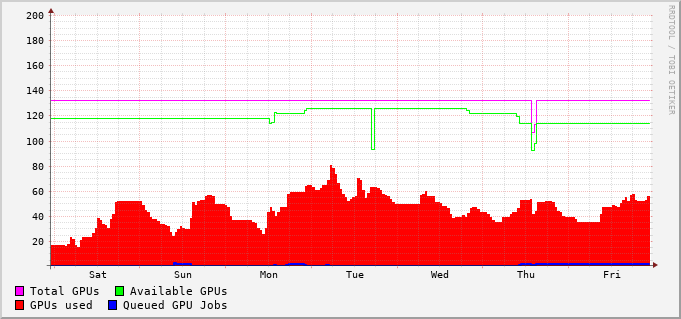 200
180
160
140
120
100
80
60
40
20
Sat Sun Mon Tue Wed Thu Fri
Total GPUs Available GPUs
GPUs used Queued GPU Jobs
RRDTOOL / TOBI OETIKER